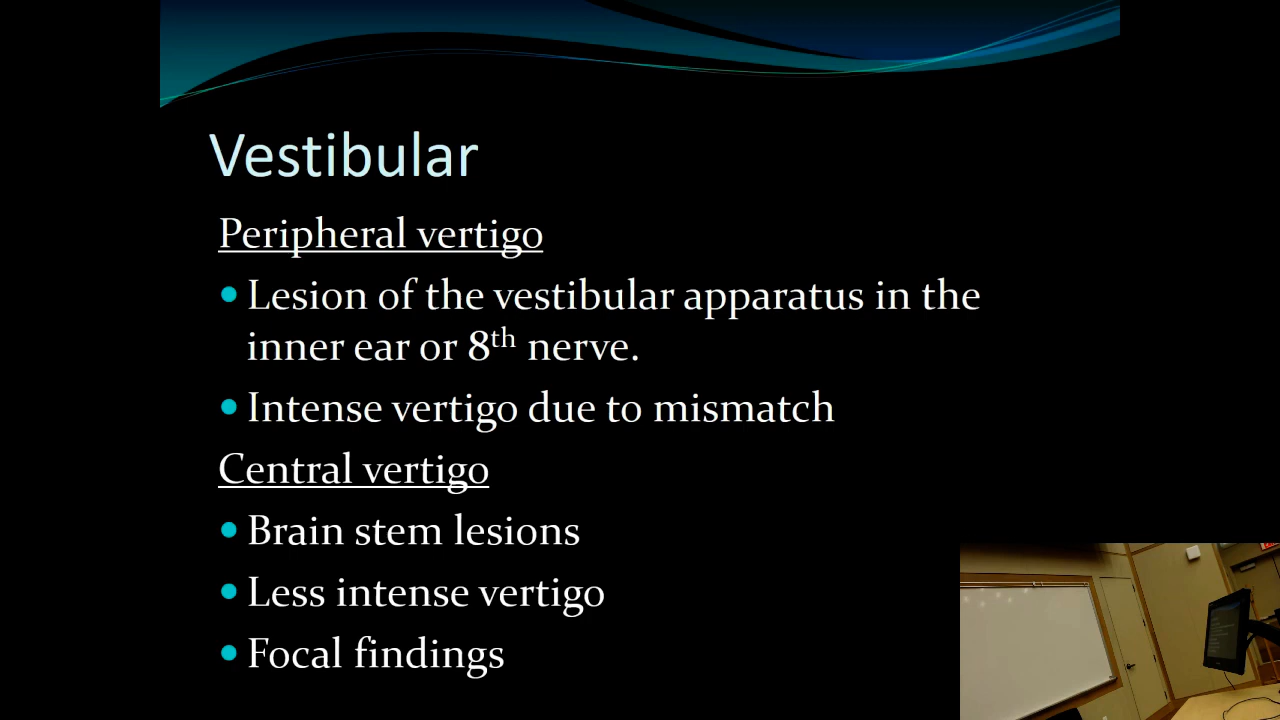 Vestibular
Peripheral vertigo
• Lesion of the vestibular apparatus in the
inner ear or 8th nerve.
• Intense vertigo due to mismatch
Central vertigo
• Brain stem lesions
• Less intense vertigo
• Focal findings